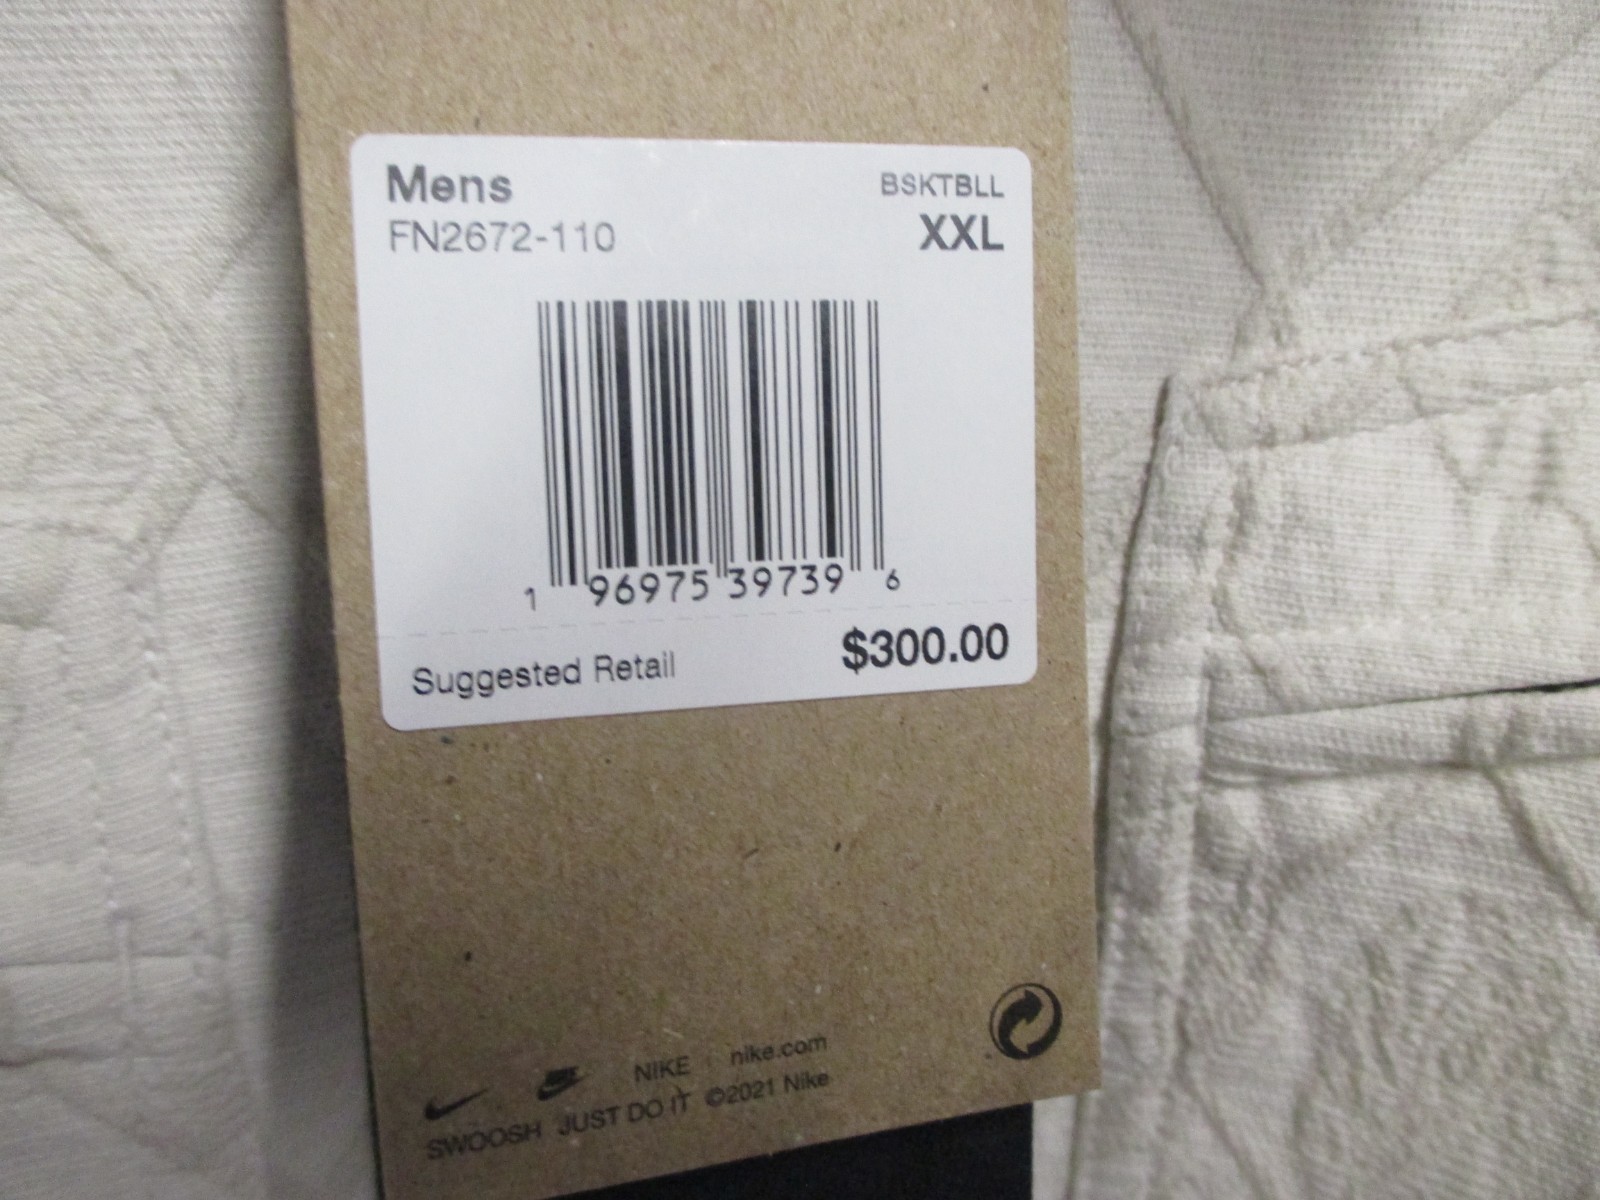 Mens
BSKTBLL
FN2672-110
XXL
1 96975 39739 6
Suggested Retail $300.00
NIKE | nike.com
SWOOSH JUST DO IT ©2021 Nike